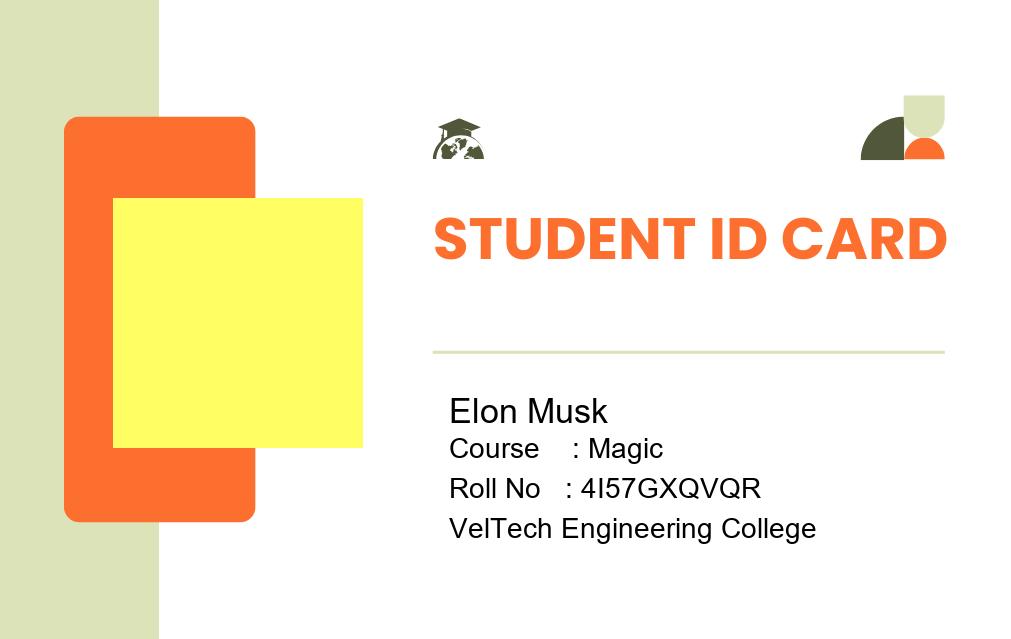 STUDENT ID CARD
Elon Musk
Course : Magic
Roll No : 4I57GXQVQR
VelTech Engineering College